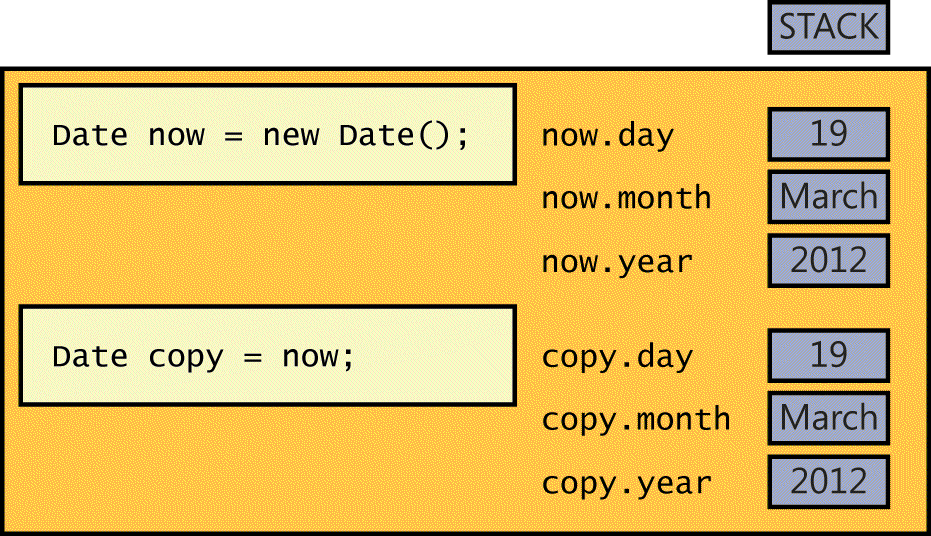 STACK
Date now = new Date();
now.day 19
now.month March
now.year 2012
Date copy = now;
copy.day 19
copy.month March
copy.year 2012